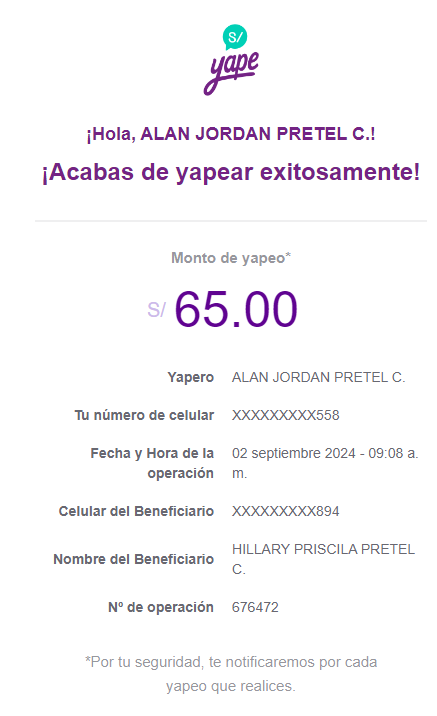 S/
yape
¡Hola, ALAN JORDAN PRETEL C.!
¡Acabas de yapear exitosamente!
Monto de yapeo*
S/ 65.00
Yapero ALAN JORDAN PRETEL C.
Tu número de celular XXXXXXXXX558
Fecha y Hora de la operación 02 septiembre 2024 - 09:08 a. m.
Celular del Beneficiario XXXXXXXXX894
Nombre del Beneficiario HILLARY PRISCILA PRETEL C.
Nº de operación 676472
*Por tu seguridad, te notificaremos por cada
yapeo que realices.